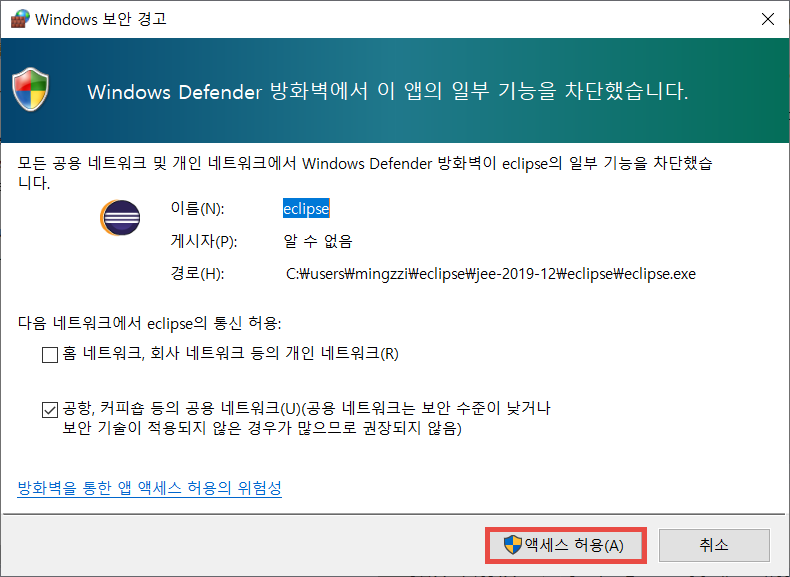 Windows 보안 경고
Windows Defender 방화벽에서 이 앱의 일부 기능을 차단했습니다.
모든 공용 네트워크 및 개인 네트워크에서 Windows Defender 방화벽이 eclipse의 일부 기능을 차단했습
니다.
이름(N): eclipse
게시자(P): 알 수 없음
경로(H): C:₩users₩mingzzi₩eclipse₩jee-2019-12₩eclipse₩eclipse.exe
다음 네트워크에서 eclipse의 통신 허용:
홈 네트워크, 회사 네트워크 등의 개인 네트워크(R)
공항, 커피숍 등의 공용 네트워크(U)(공용 네트워크는 보안 수준이 낮거나
보안 기술이 적용되지 않은 경우가 많으므로 권장되지 않음)
방화벽을 통한 앱 액세스 허용의 위험성
액세스 허용(A) 취소